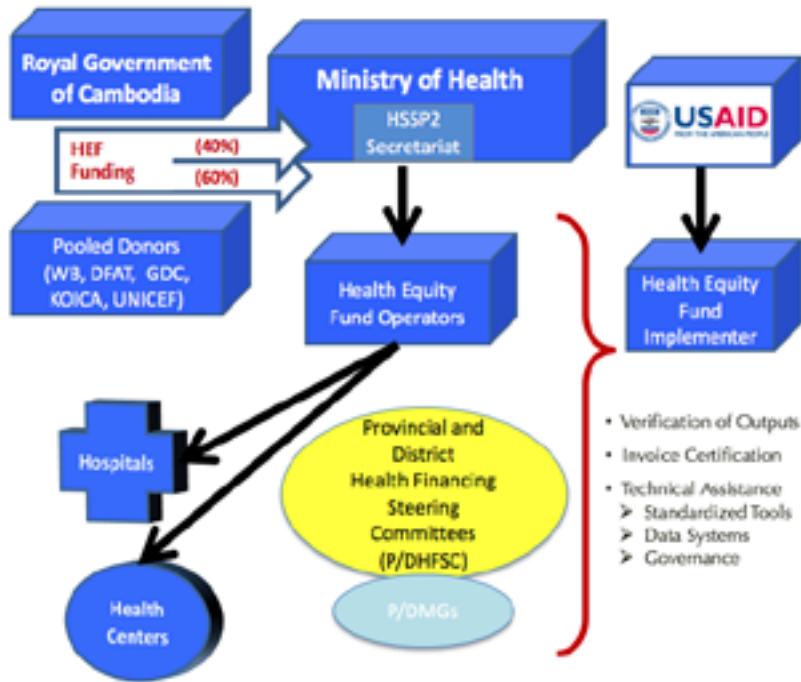 Royal Government
of Cambodia
Ministry of Health
HSSP2
Secretariat
USAID
FROM THE AMERICAN PEOPLE
HEF
Funding
(40%)
(60%)
Pooled Donors
(WB, DFAT, GDC,
KOICA, UNICEF)
Health Equity
Fund Operators
Health Equity
Fund
Implementer
Hospitals
Provincial and
District
Health Financing
Steering
Committees
(P/DHFSC)
P/DMGs
Health
Centers
• Verification of Outputs
• Invoice Certification
• Technical Assistance
➢ Standardized Tools
➢ Data Systems
➢ Governance